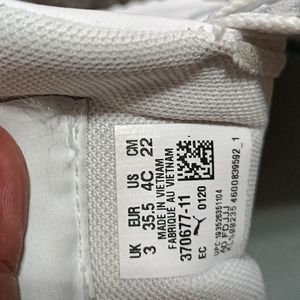 UK EUR US CM
3 35.5 4C 22
MADE IN VIETNAM
FABRIQUE AU VIETNAM
370677-11
EC 0120
4600839592_1